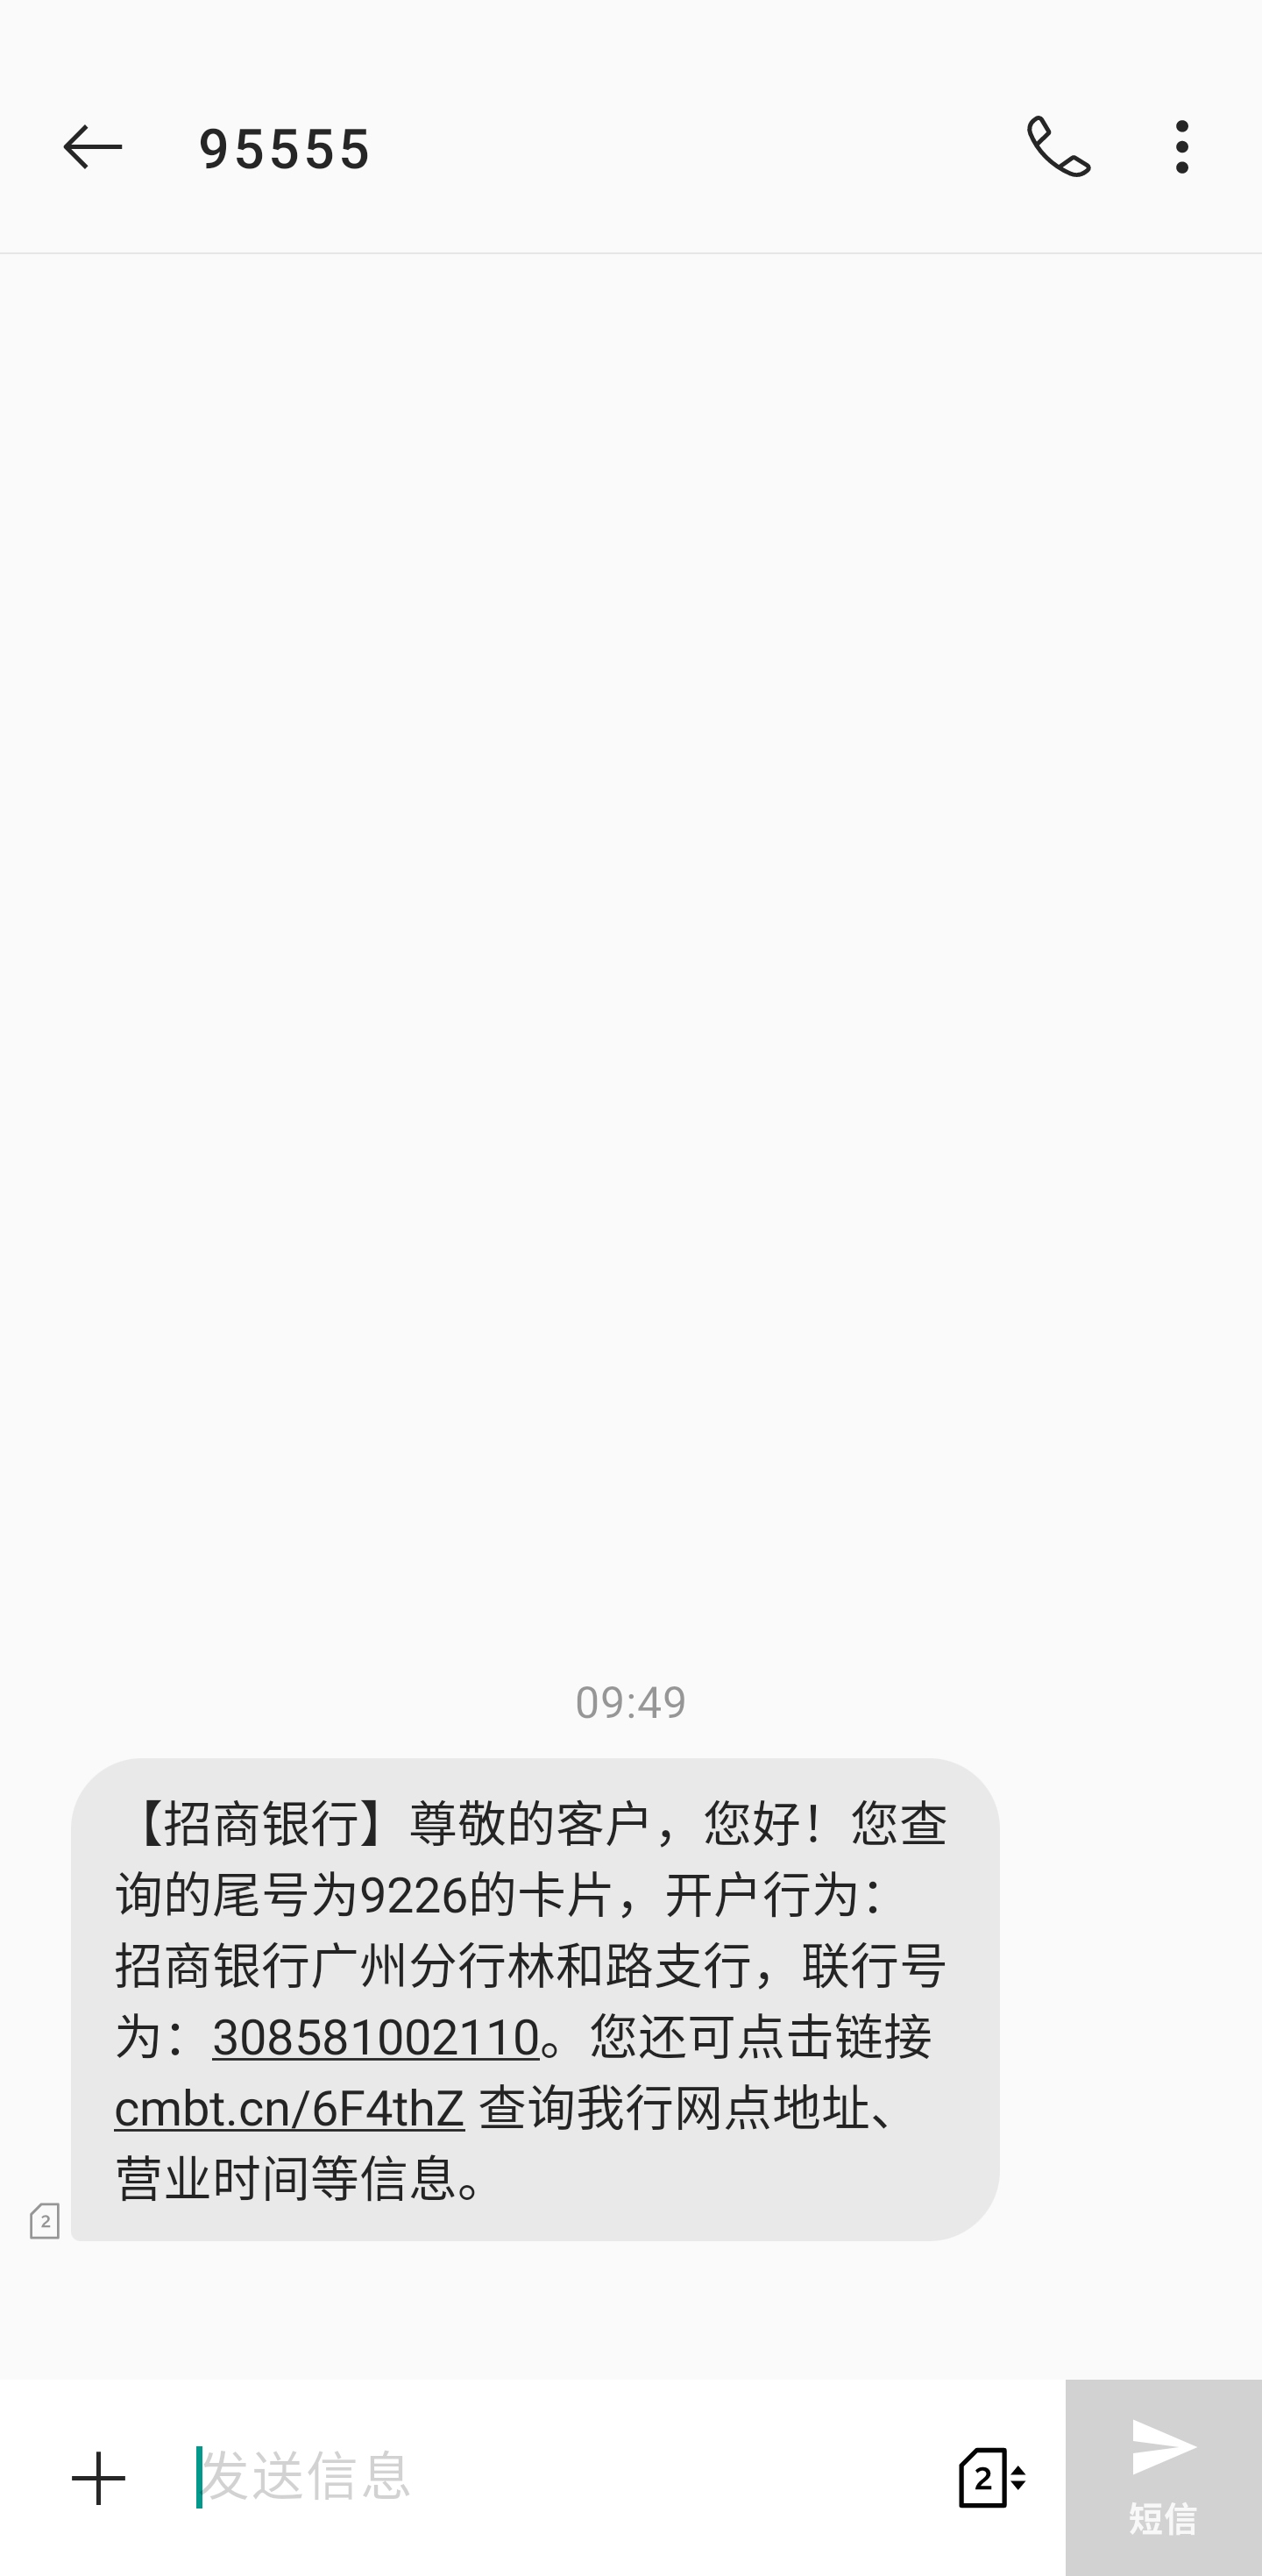 95555
09:49
【招商银行】尊敬的客户，您好！您查
询的尾号为9226的卡片，开户行为：
招商银行广州分行林和路支行，联行号
为：308581002110。您还可点击链接
cmbt.cn/6F4thZ 查询我行网点地址、
营业时间等信息。
2
发送信息
2
短信